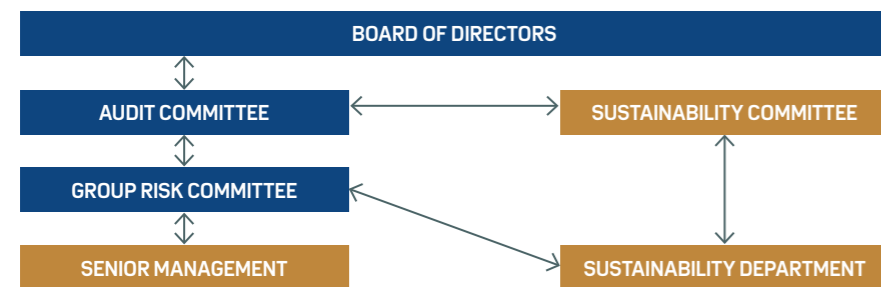 BOARD OF DIRECTORS
AUDIT COMMITTEE
SUSTAINABILITY COMMITTEE
GROUP RISK COMMITTEE
SENIOR MANAGEMENT
SUSTAINABILITY DEPARTMENT